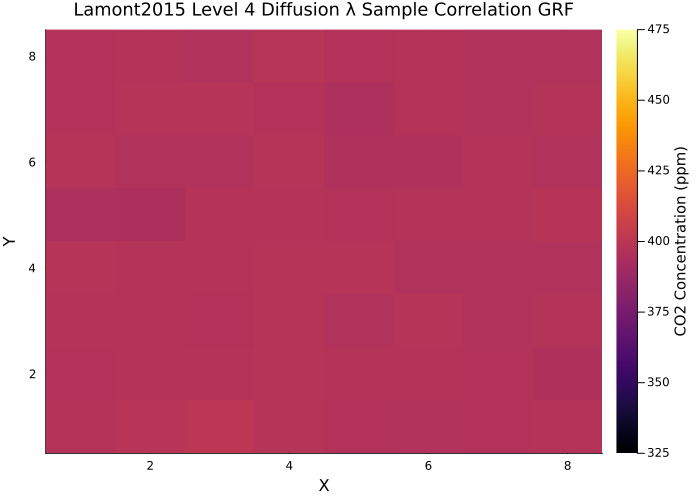 Lamont2015 Level 4 Diffusion λ Sample Correlation GRF
8
6
4
2
Y
2 4 6 8
X
475
450
425
400
375
350
325
CO2 Concentration (ppm)